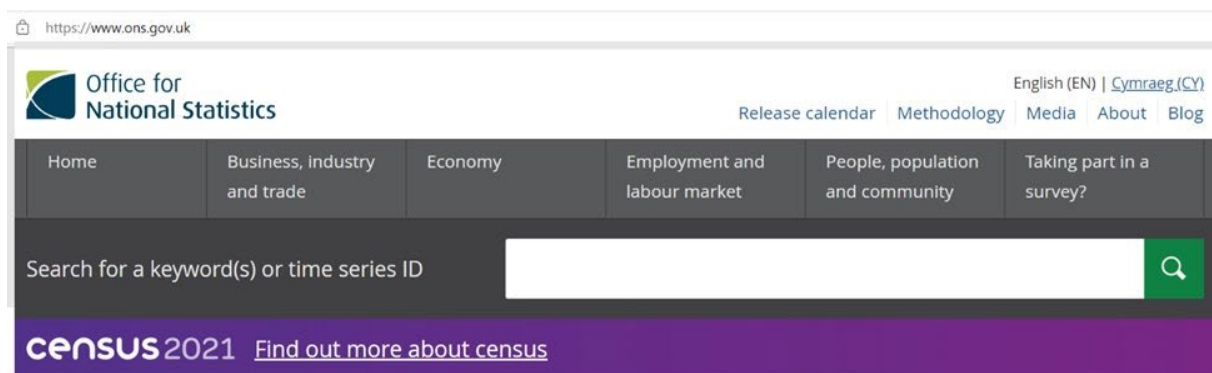 https://www.ons.gov.uk
Office for
National Statistics
English (EN) | Cymraeg (CY)
Release calendar Methodology Media About Blog
Home
Business, industry
and trade
Economy
Employment and
labour market
People, population
and community
Taking part in a
survey?
Search for a keyword(s) or time series ID
census 2021 Find out more about census